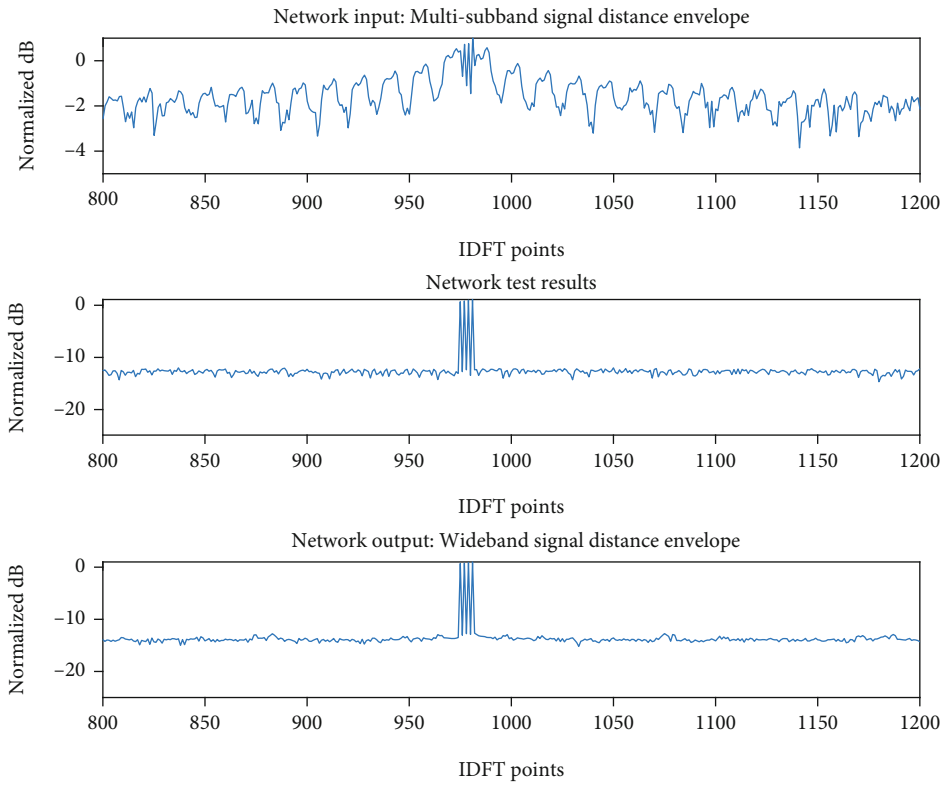 Network input: Multi-subband signal distance envelope
Normalized dB
0
−2
−4
800 850 900 950 1000 1050 1100 1150 1200
IDFT points
Network test results
Normalized dB
0
−10
−20
800 850 900 950 1000 1050 1100 1150 1200
IDFT points
Network output: Wideband signal distance envelope
Normalized dB
0
−10
−20
800 850 900 950 1000 1050 1100 1150 1200
IDFT points